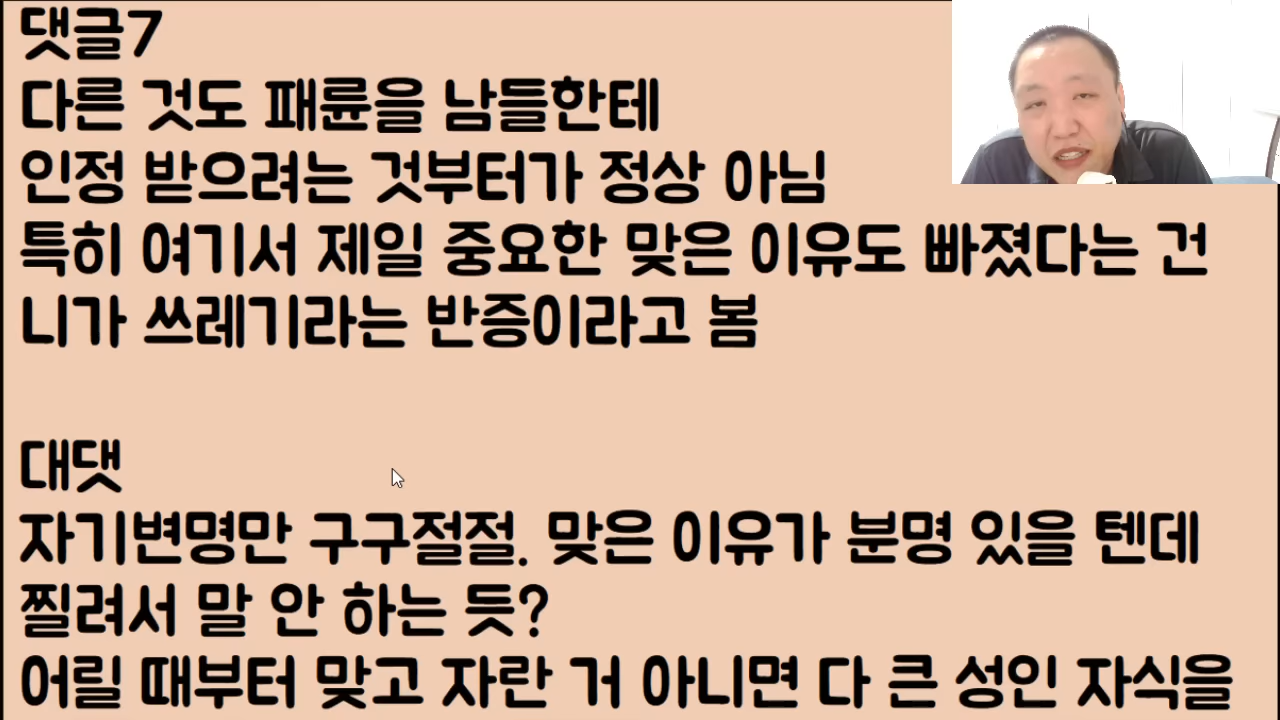 댓글7
다른 것도 패륜을 남들한테
인정 받으려는 것부터가 정상 아님
특히 여기서 제일 중요한 맞은 이유도 빠졌다는 건
니가 쓰레기라는 반증이라고 봄
대댓
자기변명만 구구절절. 맞은 이유가 분명 있을 텐데
찔려서 말 안 하는 듯?
어릴 때부터 맞고 자란 거 아니면 다 큰 성인 자식을